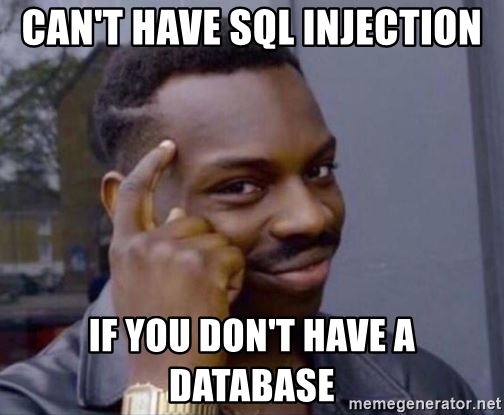 CAN'T HAVE SQL INJECTION
IF YOU DON'T HAVE A
DATABASE
memegenerator.net